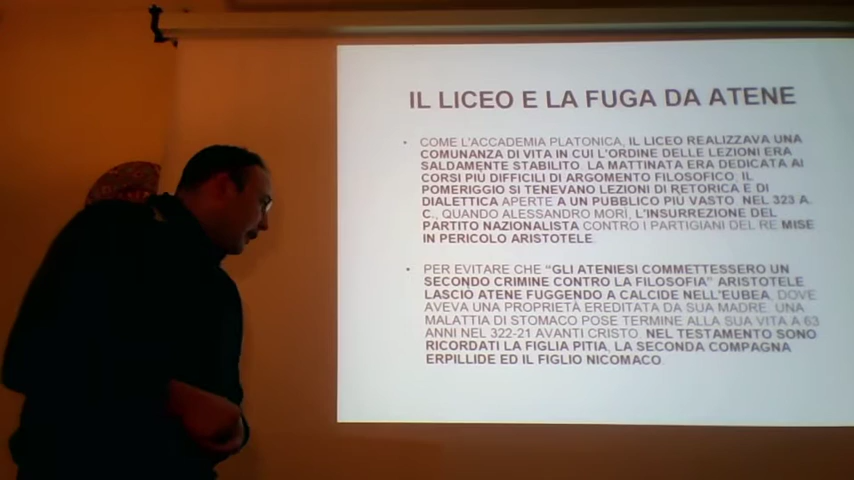 IL LICEO E LA FUGA DA ATENE
• COME L'ACCADEMIA PLATONICA, IL LICEO REALIZZAVA UNA
COMUNANZA DI VITA IN CUI L'ORDINE DELLE LEZIONI ERA
SALDAMENTE STABILITO. LA MATTINATA ERA DEDICATA AI
CORSI PIÙ DIFFICILI DI ARGOMENTO FILOSOFICO; IL
POMERIGGIO SI TENEVANO LEZIONI DI RETORICA E DI
DIALETTICA APERTE A UN PUBBLICO PIÙ VASTO. NEL 323 A.
C., QUANDO ALESSANDRO MORÌ, L'INSURREZIONE DEL
PARTITO NAZIONALISTA CONTRO I PARTIGIANI DEL RE MISE
IN PERICOLO ARISTOTELE.
• PER EVITARE CHE "GLI ATENIESI COMMETTESSERO UN
SECONDO CRIMINE CONTRO LA FILOSOFIA" ARISTOTELE
LASCIÒ ATENE FUGGENDO A CALCIDE NELL'EUBEA, DOVE
AVEVA UNA PROPRIETÀ EREDITATA DA SUA MADRE. UNA
MALATTIA DI STOMACO POSE TERMINE ALLA SUA VITA A 63
ANNI NEL 322-21 AVANTI CRISTO. NEL TESTAMENTO SONO
RICORDATI LA FIGLIA PITIA, LA SECONDA COMPAGNA
ERPILLIDE ED IL FIGLIO NICOMACO.